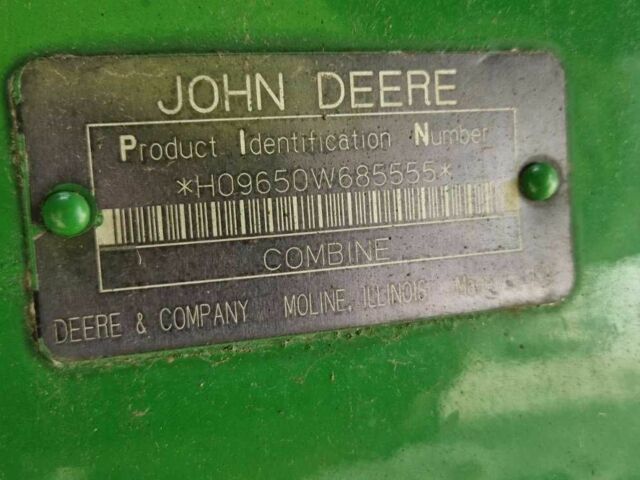 JOHN DEERE
Product Identification Number
*H09650W685555*
COMBINE
DEERE & COMPANY MOLINE, ILLINOIS